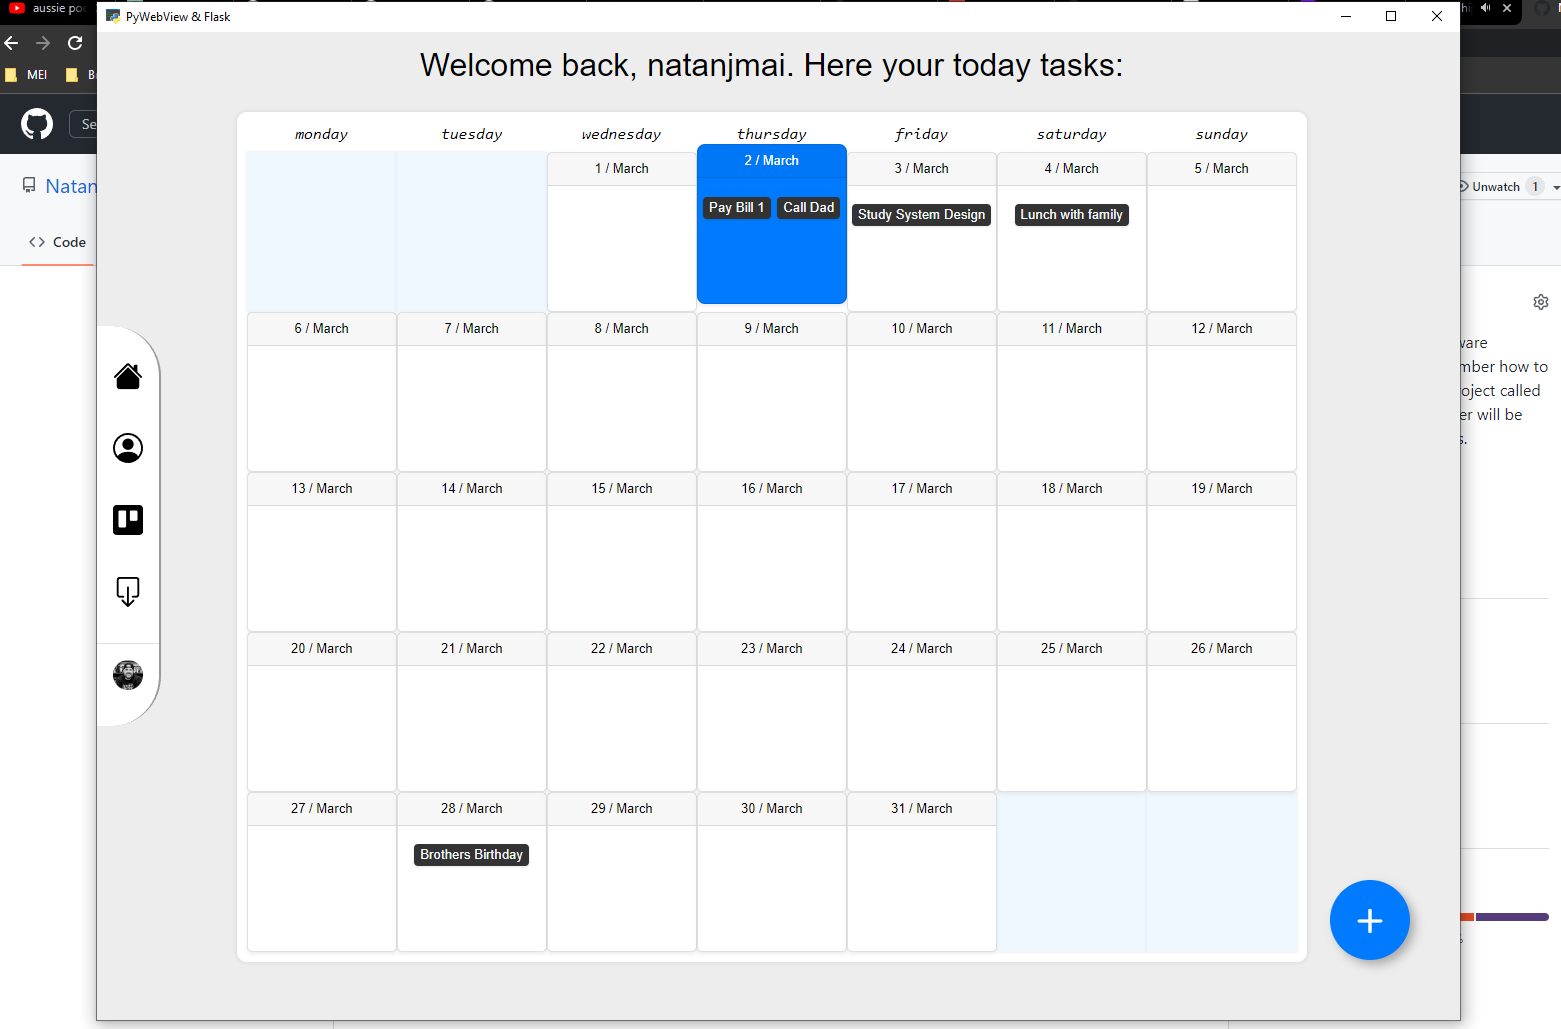 aussie po
PyWebView & Flask
MEI
Natan
Code
Unwatch 1
ware
mber how to
oject called
er will be
s.
Welcome back, natanjmai. Here your today tasks:
monday tuesday wednesday thursday friday saturday sunday
1 / March 2 / March 3 / March 4 / March 5 / March
Pay Bill 1 Call Dad Study System Design Lunch with family
6 / March 7 / March 8 / March 9 / March 10 / March 11 / March 12 / March
13 / March 14 / March 15 / March 16 / March 17 / March 18 / March 19 / March
20 / March 21 / March 22 / March 23 / March 24 / March 25 / March 26 / March
27 / March 28 / March 29 / March 30 / March 31 / March
Brothers Birthday